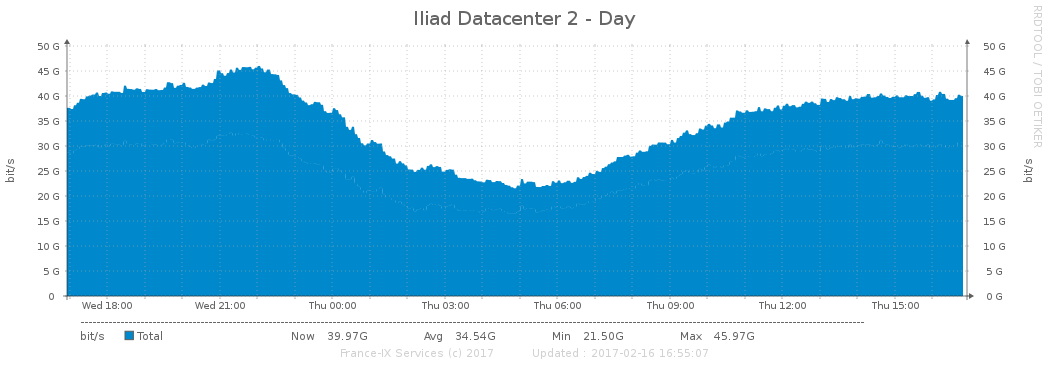 Iliad Datacenter 2 - Day
RRDTOOL / TOBI OETIKER
50 G 50 G
45 G 45 G
40 G 40 G
35 G 35 G
30 G 30 G
25 G 25 G
20 G 20 G
15 G 15 G
10 G 10 G
5 G 5 G
0 0 G
bit/s
bit/s
Wed 18:00 Wed 21:00 Thu 00:00 Thu 03:00 Thu 06:00 Thu 09:00 Thu 12:00 Thu 15:00
bit/s Total Now 39.97G Avg 34.54G Min 21.50G Max 45.97G
France-IX Services (c) 2017 Updated : 2017-02-16 16:55:07